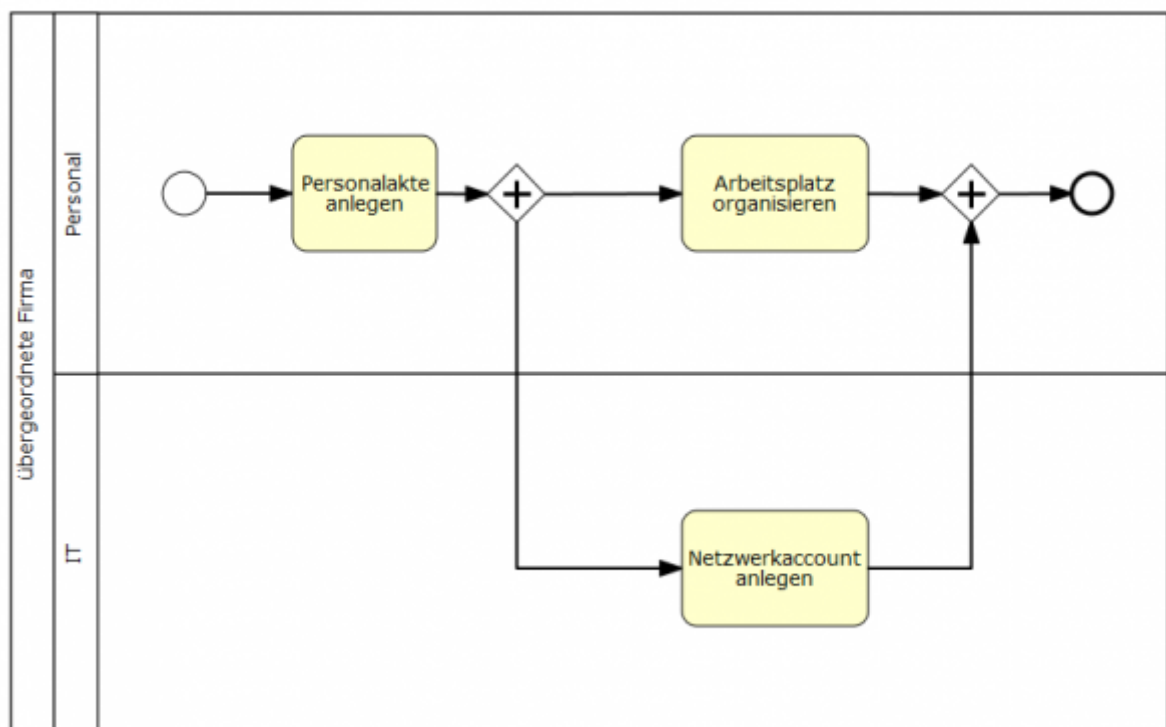 übergeordnete Firma
Personal
Personalakte
anlegen
Arbeitsplatz
organisieren
IT
Netzwerkaccount
anlegen